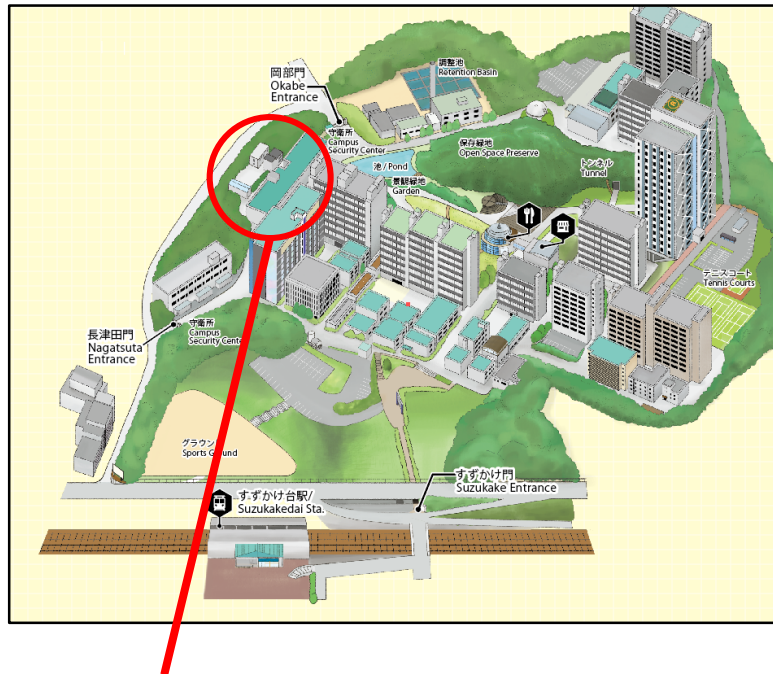 岡部門
Okabe
Entrance
調整池
Retention Basin
守衛所
Campus
Security Center
池 / Pond
保存緑地
Open Space Preserve
景観緑地
Garden
トンネル
Tunnel
テニスコート
Tennis Courts
長津田門
Nagatsuta
Entrance
守衛所
Campus
Security Cente
グラウン
Sports G ound
すずかけ台駅/
Suzukakedai Sta.
すずかけ門
Suzukake Entrance